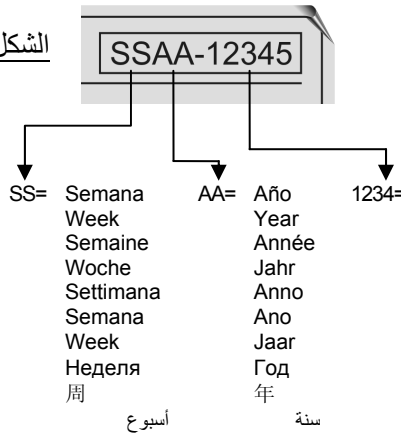 الشكل
SSAA-12345
SS= Semana AA= Año 1234=
Week Year
Semaine Année
Woche Jahr
Settimana Anno
Semana Ano
Week Jaar
Неделя Год
周 年
أسبوع سنة